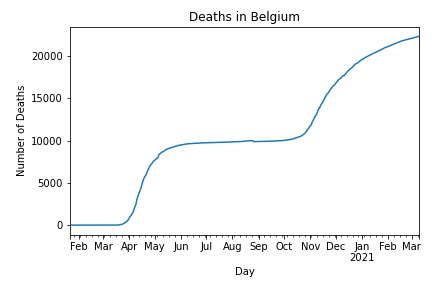 Deaths in Belgium
Number of Deaths
20000
15000
10000
5000
0
Feb Mar Apr May Jun Jul Aug Sep Oct Nov Dec Jan Feb Mar
2021
Day